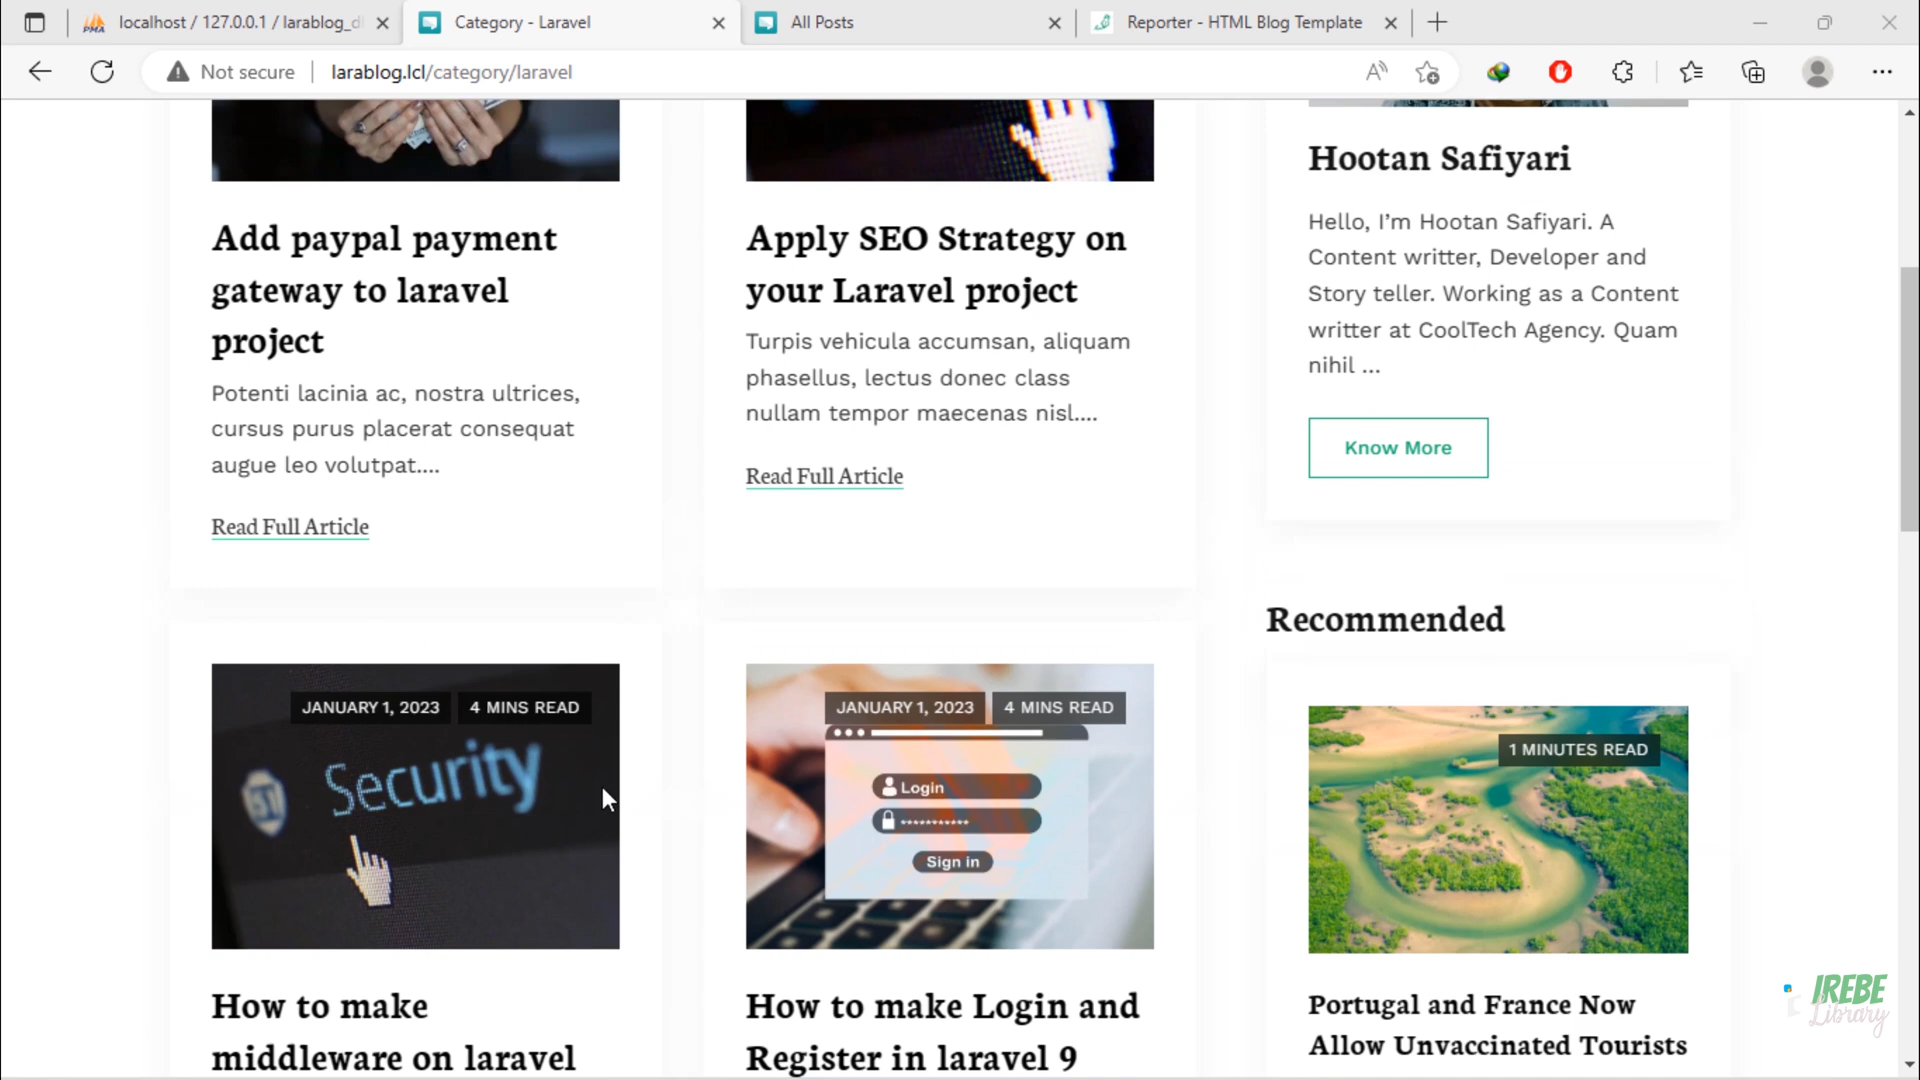 localhost / 127.0.0.1 / larablog_d
Category - Laravel
All Posts
Reporter - HTML Blog Template
Not secure
larablog.lcl/category/laravel
Add paypal payment
gateway to laravel
project
Potenti lacinia ac, nostra ultrices,
cursus purus placerat consequat
augue leo volutpat....
Read Full Article
Apply SEO Strategy on
your Laravel project
Turpis vehicula accumsan, aliquam
phasellus, lectus donec class
nullam tempor maecenas nisl....
Read Full Article
Hootan Safiyari
Hello, I’m Hootan Safiyari. A
Content writter, Developer and
Story teller. Working as a Content
writter at CoolTech Agency. Quam
nihil ...
Know More
Recommended
JANUARY 1, 2023
4 MINS READ
Security
JANUARY 1, 2023
4 MINS READ
Login
***********
Sign in
1 MINUTES READ
How to make
middleware on laravel
How to make Login and
Register in laravel 9
Portugal and France Now
Allow Unvaccinated Tourists
IREBE
Library